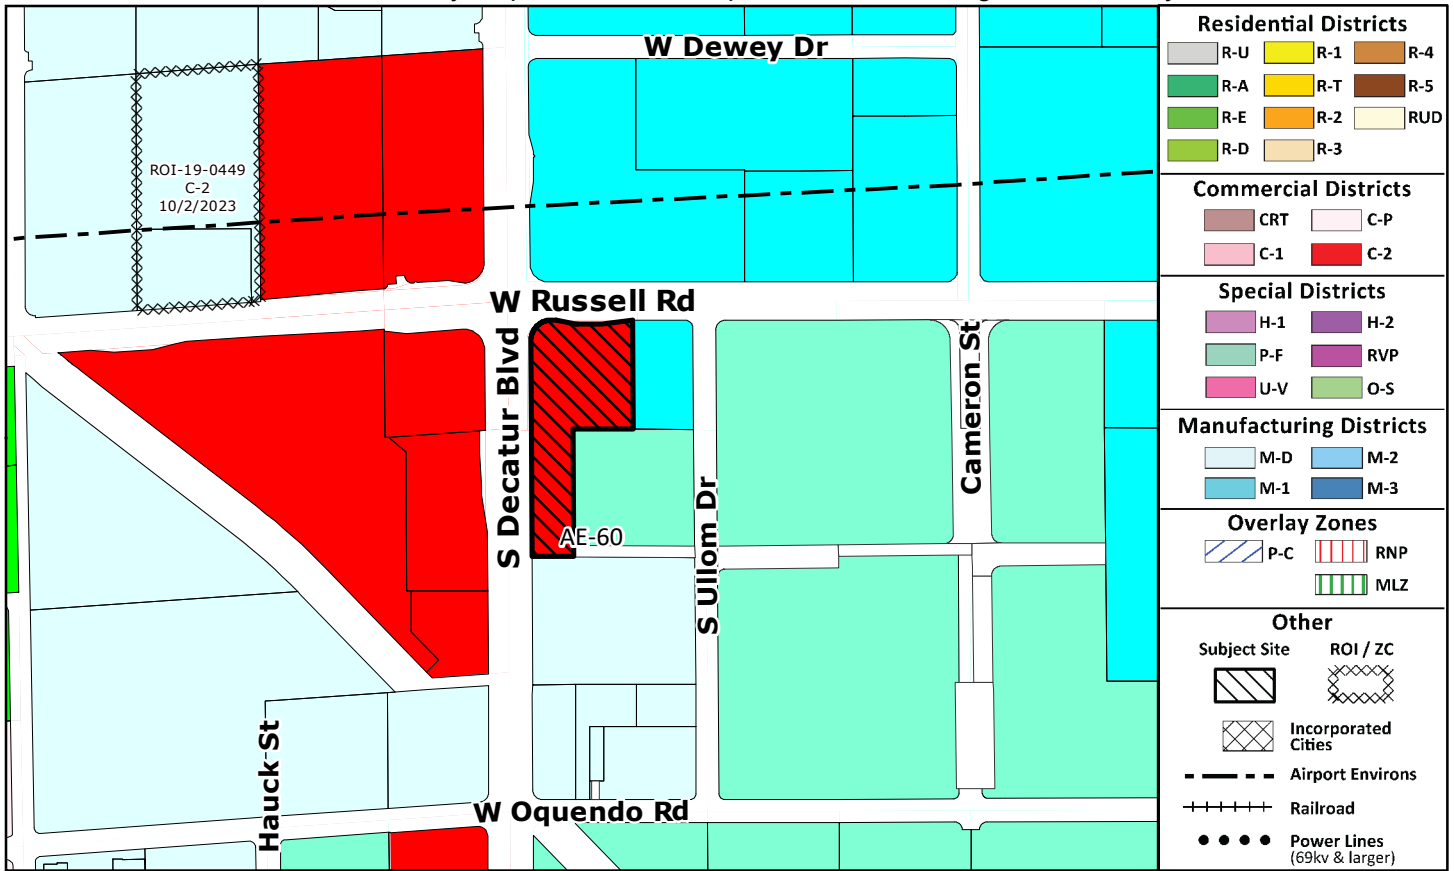 W Dewey Dr
ROI-19-0449
C-2
10/2/2023
W Russell Rd
S Decatur Blvd
Cameron St
S Ullom Dr
AE-60
Hauck St
W Oquendo Rd
Residential Districts
R-U R-1 R-4
R-A R-T R-5
R-E R-2 RUD
R-D R-3
Commercial Districts
CRT C-P
C-1 C-2
Special Districts
H-1 H-2
P-F RVP
U-V O-S
Manufacturing Districts
M-D M-2
M-1 M-3
Overlay Zones
P-C RNP
MLZ
Other
Subject Site ROI / ZC
Incorporated
Cities
Airport Environs
Railroad
Power Lines
(69kv & larger)